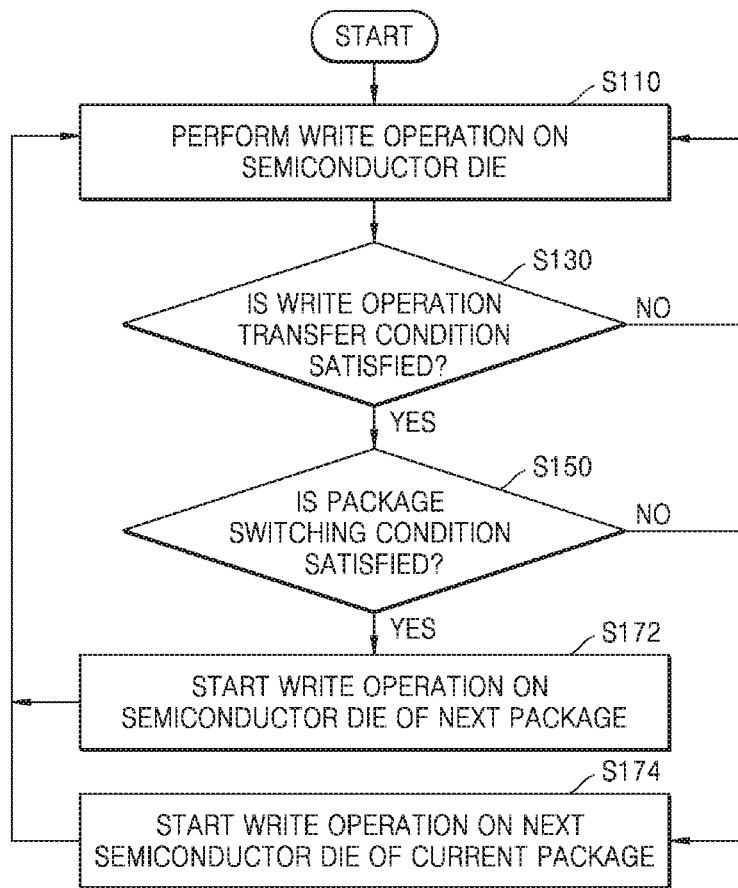 START
S110
PERFORM WRITE OPERATION ON
SEMICONDUCTOR DIE
S130
IS WRITE OPERATION
TRANSFER CONDITION
SATISFIED?
NO
YES
S150
IS PACKAGE
SWITCHING CONDITION
SATISFIED?
NO
YES
S172
START WRITE OPERATION ON
SEMICONDUCTOR DIE OF NEXT PACKAGE
S174
START WRITE OPERATION ON NEXT
SEMICONDUCTOR DIE OF CURRENT PACKAGE